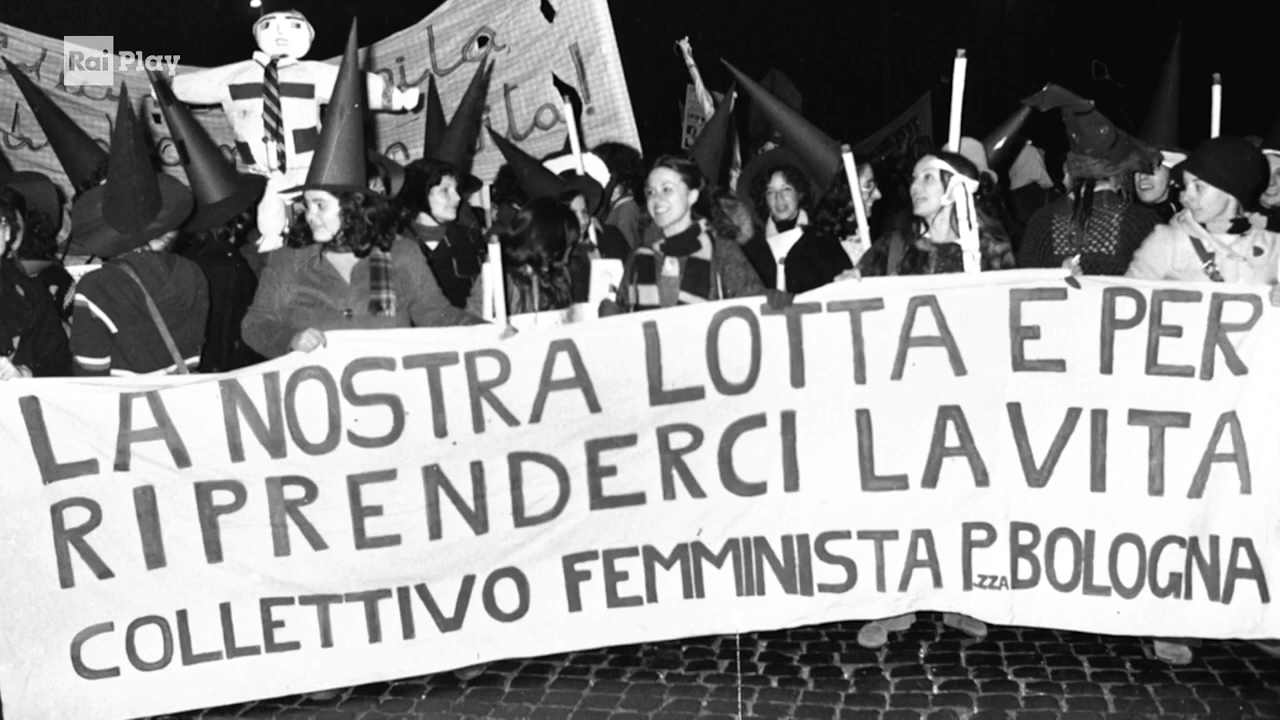 Rai Play
LA NOSTRA LOTTA E PER
RIPRENDERCI LA VITA
COLLETTIVO FEMMINISTA P.ZZA BOLOGNA